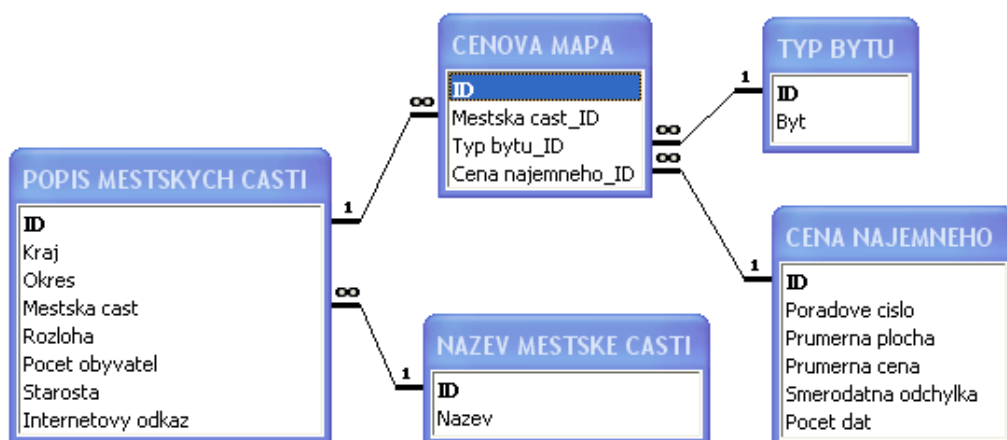 CENOVA MAPA
ID
Mestska cast_ID
Typ bytu_ID
Cena najemneho_ID
TYP BYTU
ID
Byt
POPIS MESTSKYCH CASTI
ID
Kraj
Okres
Mestska cast
Rozloha
Pocet obyvatel
Starosta
Internetovy odkaz
NAZEV MESTSKE CASTI
ID
Nazev
CENA NAJEMNEHO
ID
Poradove cislo
Prumerna plocha
Prumerna cena
Smerodatna odchylka
Pocet dat
∞
1
∞
1
∞
1
∞
1